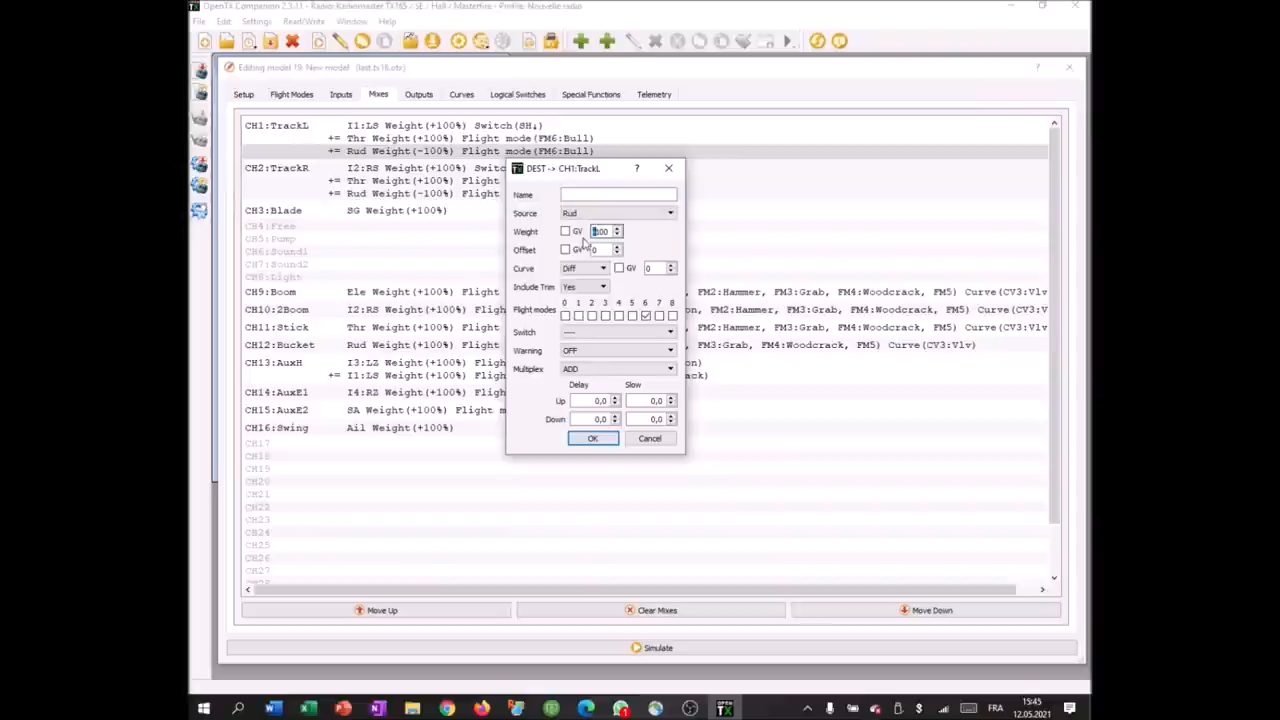 OpenTX Companion 2.3.11 - Radio: Radiomaster TX16S / SE / Hall / Masterfire - Profils: Nouvelle radio
File Edit Settings Read/Write Window Help
Editing model 19: New model (last.tx16.otx)
Setup Flight Modes Inputs Mixes Outputs Curves Logical Switches Special Functions Telemetry
CH1:TrackL I1:LS Weight(+100%) Switch(SH↓)
+= Thr Weight(+100%) Flight mode(FM6:Bull)
+= Rud Weight(-100%) Flight mode(FM6:Bull)
CH2:TrackR I2:RS Weight(+100%) Switc
+= Thr Weight(+100%) Flight
+= Rud Weight(-100%) Flight
CH3:Blade SG Weight(+100%)
CH4:Free
CH5:Pump
CH6:Sound1
CH7:Sound2
CH8:Light
CH9:Boom Ele Weight(+100%) Flight , FM2:Hammer, FM3:Grab, FM4:Woodcrack, FM5) Curve(CV3:Vlv
CH10:2Boom I2:RS Weight(+100%) Flight , FM2:Hammer, FM3:Grab, FM4:Woodcrack, FM5) Curve(CV3:Vlv
CH11:Stick Thr Weight(+100%) Flight , FM2:Hammer, FM3:Grab, FM4:Woodcrack, FM5) Curve(CV3:Vlv
CH12:Bucket Rud Weight(+100%) Flight FM3:Grab, FM4:Woodcrack, FM5) Curve(CV3:Vlv)
CH13:AuxH I3:LZ Weight(+100%) Flight on)
+= I1:LS Weight(+100%) Flight ck)
CH14:AuxE1 I4:RZ Weight(+100%) Fligh
CH15:AuxE2 SA Weight(+100%) Flight m
CH16:Swing Ail Weight(+100%)
CH17
CH18
CH19
CH20
CH21
CH22
CH23
CH24
CH25
CH26
CH27
DEST -> CH1:TrackL ?
Name
Source Rud
Weight GV -100
Offset GV 0
Curve Diff GV 0
Include Trim Yes
0 1 2 3 4 5 6 7 8
Flight modes
Switch ----
Warning OFF
Multiplex ADD
Delay Slow
Up 0,0 0,0
Down 0,0 0,0
OK Cancel
Move Up Clear Mixes Move Down
Simulate
15:45
FRA
12.05.2021